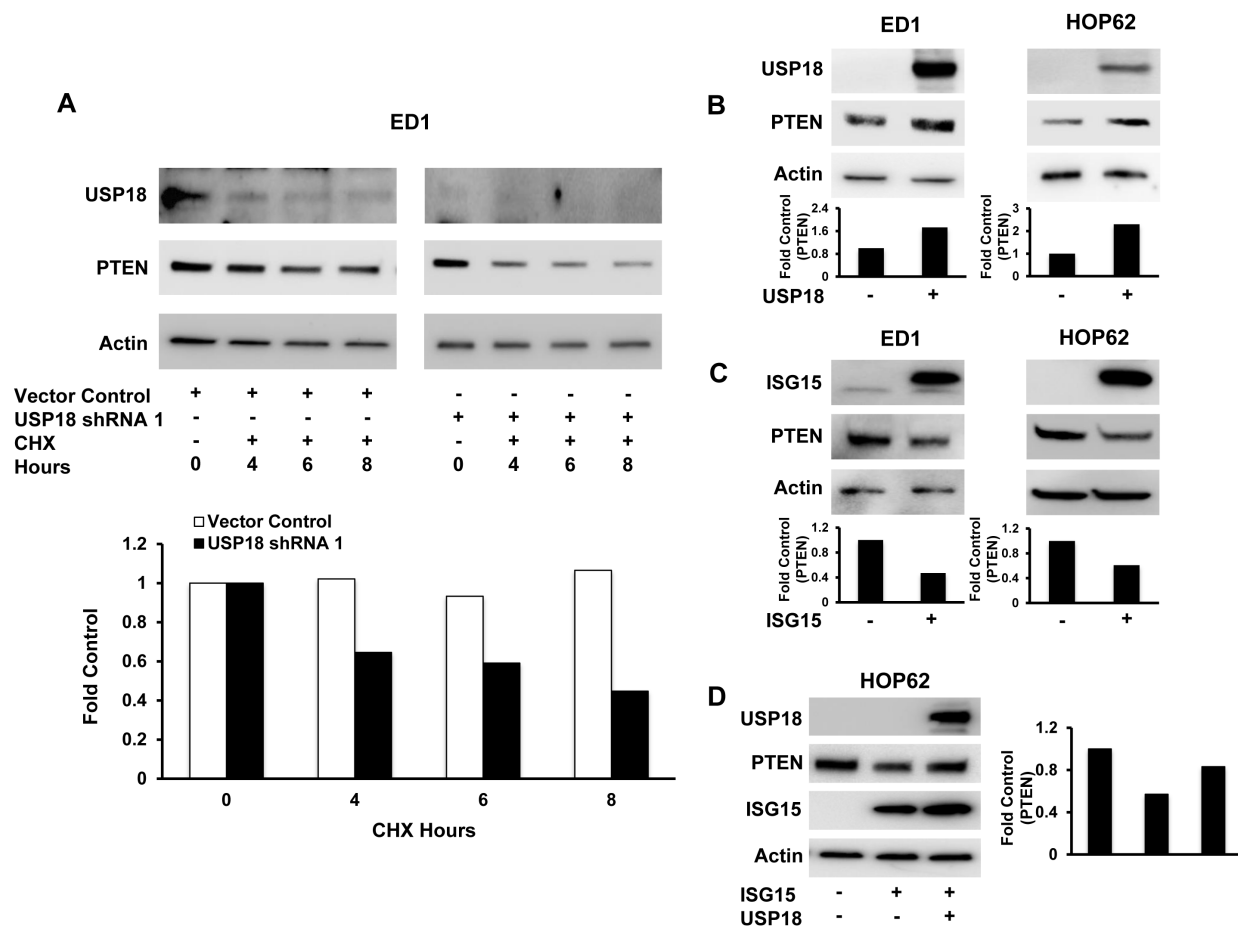 A
ED1
USP18
PTEN
Actin
Vector Control + + + + - - - -
USP18 shRNA 1 - - - - + + + +
CHX - + + + - + + +
Hours 0 4 6 8 0 4 6 8
Vector Control
USP18 shRNA 1
Fold Control
1.2
1
0.8
0.6
0.4
0.2
0
0 4 6 8
CHX Hours
B
ED1 HOP62
USP18
PTEN
Actin
Fold Control
(PTEN)
2.4
1.6
0.8
0
Fold Control
(PTEN)
3
2
1
0
USP18 - + - +
C
ED1 HOP62
ISG15
PTEN
Actin
Fold Control
(PTEN)
1.2
0.8
0.4
0
Fold Control
(PTEN)
1.2
0.8
0.4
0
ISG15 - + - +
D
HOP62
USP18
PTEN
ISG15
Actin
ISG15 - + +
USP18 - - +
Fold Control
(PTEN)
1.2
0.8
0.4
0